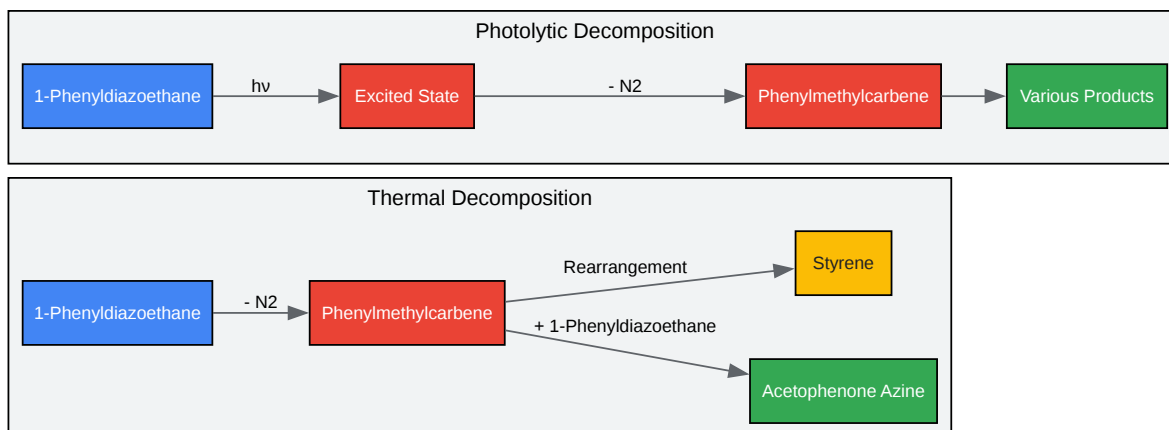 Photolytic Decomposition
1-Phenyldiazoethane
hν
Excited State
- N2
Phenylmethylcarbene
Various Products
Thermal Decomposition
1-Phenyldiazoethane
- N2
Phenylmethylcarbene
Rearrangement
Styrene
+ 1-Phenyldiazoethane
Acetophenone Azine